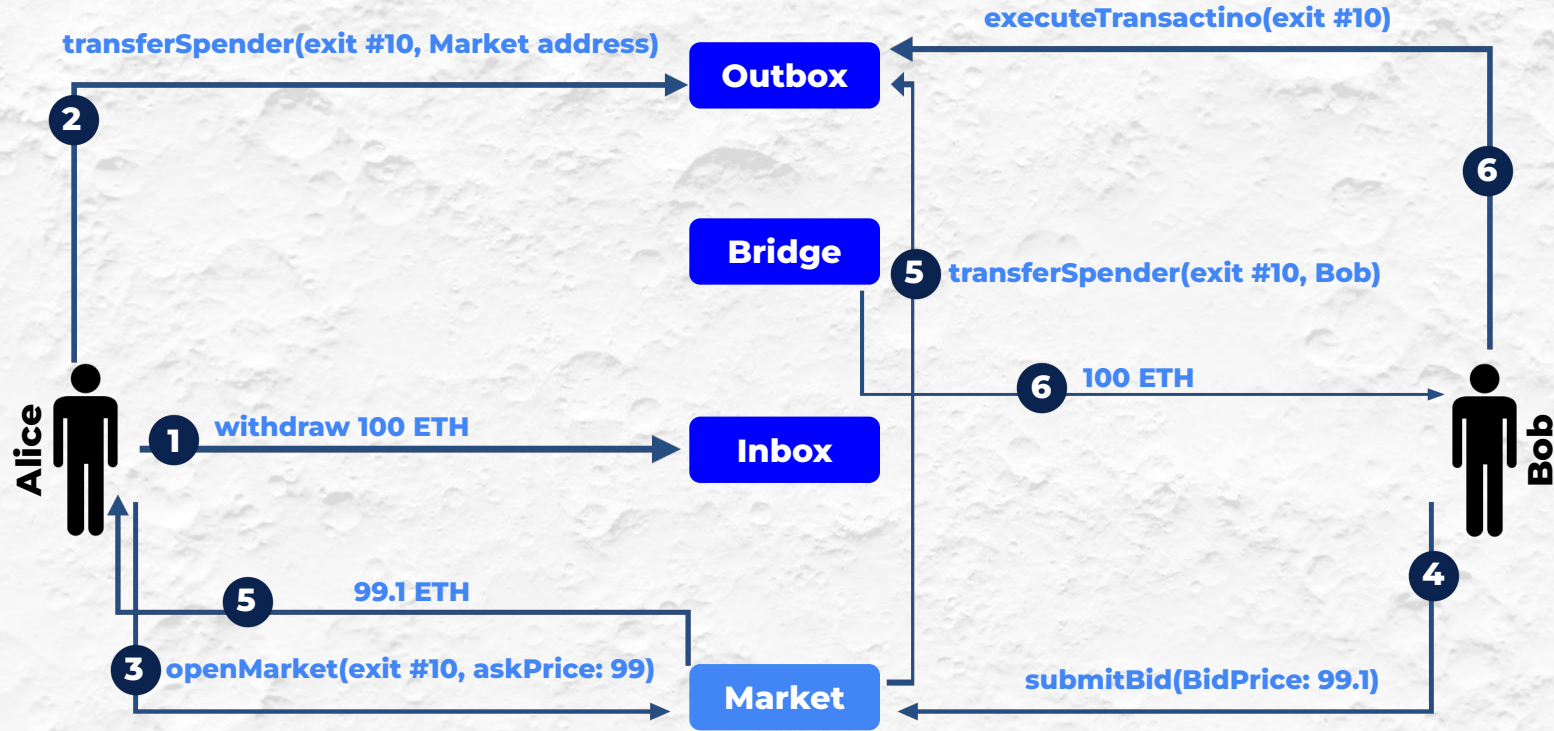 executeTransactino(exit #10)
transferSpender(exit #10, Market address)
Outbox
2
6
Bridge
5
transferSpender(exit #10, Bob)
6
100 ETH
Alice
1
withdraw 100 ETH
Inbox
Bob
4
5
99.1 ETH
3
openMarket(exit #10, askPrice: 99)
Market
submitBid(BidPrice: 99.1)